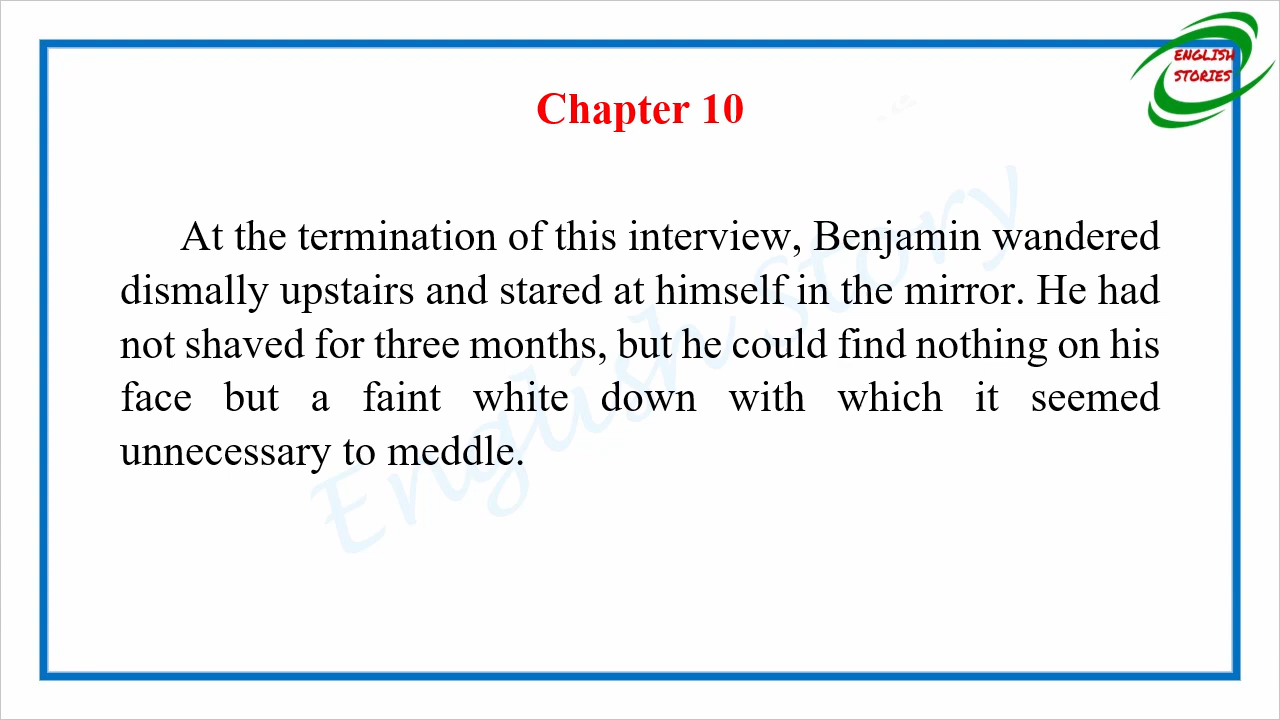 ENGLISH
STORIES
Chapter 10
At the termination of this interview, Benjamin wandered
dismally upstairs and stared at himself in the mirror. He had
not shaved for three months, but he could find nothing on his
face but a faint white down with which it seemed
unnecessary to meddle.
English Story